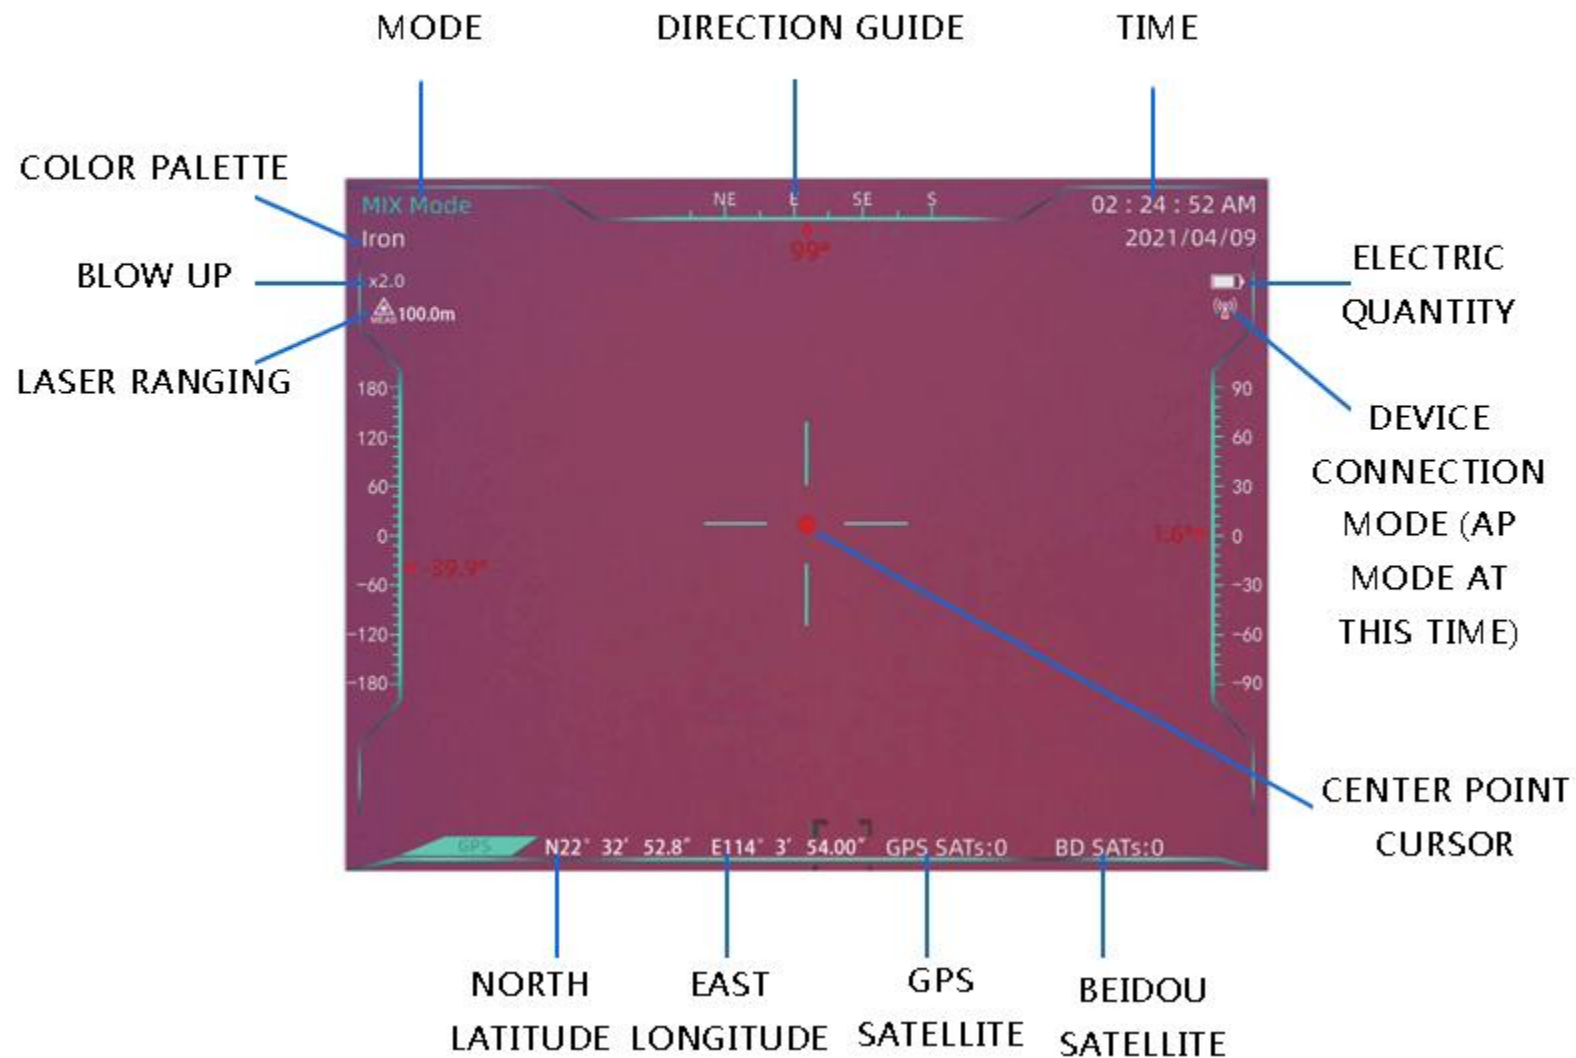 MODE
DIRECTION GUIDE
TIME
COLOR PALETTE
BLOW UP
LASER RANGING
MIX Mode
Iron
x2.0
100.0m
NE E SE S
99°
02 : 24 : 52 AM
2021/04/09
ELECTRIC
QUANTITY
DEVICE
CONNECTION
MODE (AP
MODE AT
THIS TIME)
180
120
60
0
-60
-120
-180
-39.9°
90
60
30
0
-30
-60
-90
CENTER POINT
CURSOR
GPS N22° 32′ 52.8″ E114° 3′ 54.00″ GPS SATs:0 BD SATs:0
NORTH
LATITUDE
EAST
LONGITUDE
GPS
SATELLITE
BEIDOU
SATELLITE